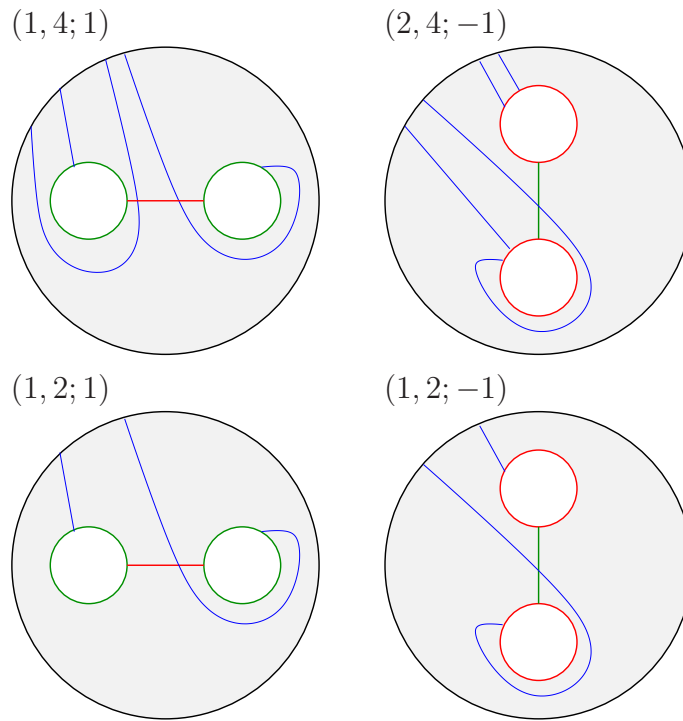 (1, 4; 1)
(2, 4; −1)
(1, 2; 1)
(1, 2; −1)